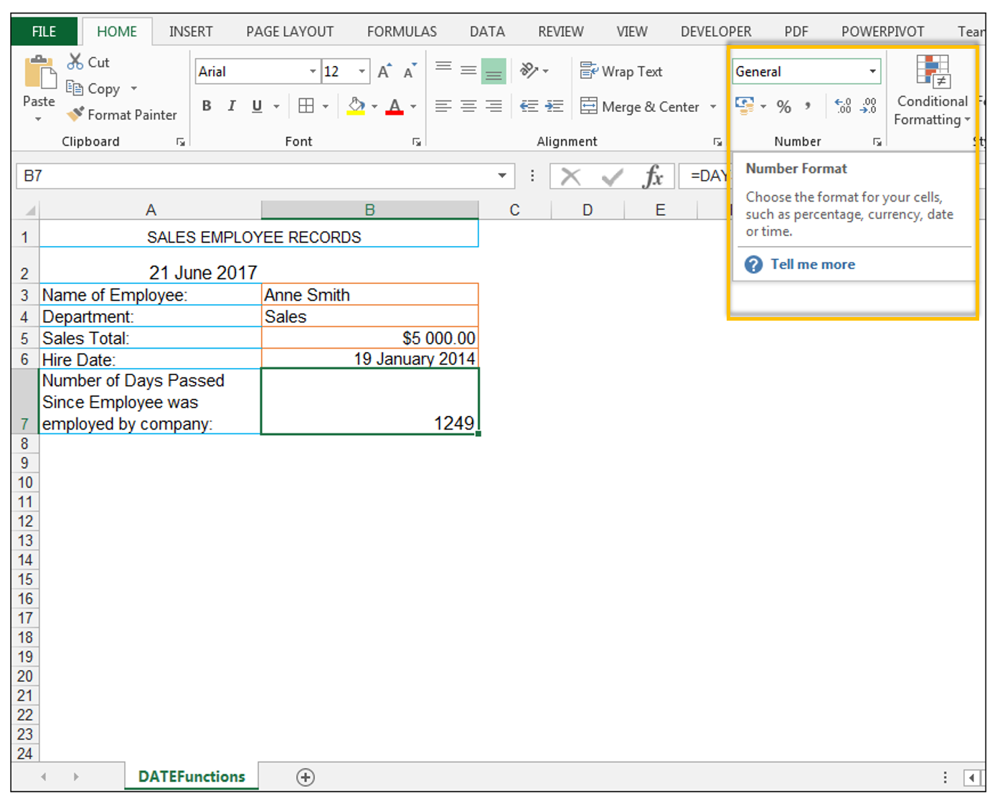 FILE HOME INSERT PAGE LAYOUT FORMULAS DATA REVIEW VIEW DEVELOPER PDF POWERPIVOT Tear
Cut
Copy
Paste
Format Painter
Clipboard
Arial 12 A A
B I U A
Font
Wrap Text
Merge & Center
Alignment
General
% , .0 .00 .00 .0
Number
Conditional
Formatting
Number Format
Choose the format for your cells,
such as percentage, currency, date
or time.
? Tell me more
B7 fx =DAY
A B C D E
1 SALES EMPLOYEE RECORDS
2 21 June 2017
3 Name of Employee: Anne Smith
4 Department: Sales
5 Sales Total: $5 000.00
6 Hire Date: 19 January 2014
Number of Days Passed
Since Employee was
7 employed by company: 1249
8
9
10
11
12
13
14
15
16
17
18
19
20
21
22
23
24
DATEFunctions